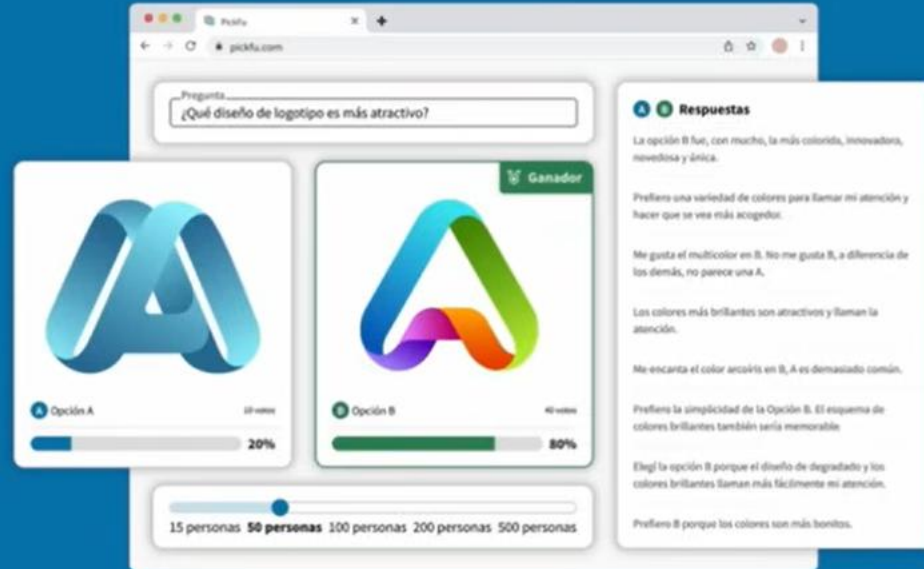 PickFu
pickfu.com
Pregunta
¿Qué diseño de logotipo es más atractivo?
Ganador
A Opción A
10 votos
20%
B Opción B
40 votos
80%
15 personas 50 personas 100 personas 200 personas 500 personas
A B Respuestas
La opción B fue, con mucho, la más colorida, innovadora,
novedosa y única.
Prefiero una variedad de colores para llamar mi atención y
hacer que se vea más acogedor.
Me gusta el multicolor en B. No me gusta B, a diferencia de
los demás, no parece una A.
Los colores más brillantes son atractivos y llaman la
atención.
Me encanta el color arcoíris en B, A es demasiado común.
Prefiero la simplicidad de la Opción B. El esquema de
colores brillantes también sería memorable.
Elegí la opción B porque el diseño de degradado y los
colores brillantes llaman más fácilmente mi atención.
Prefiero B porque los colores son más bonitos.